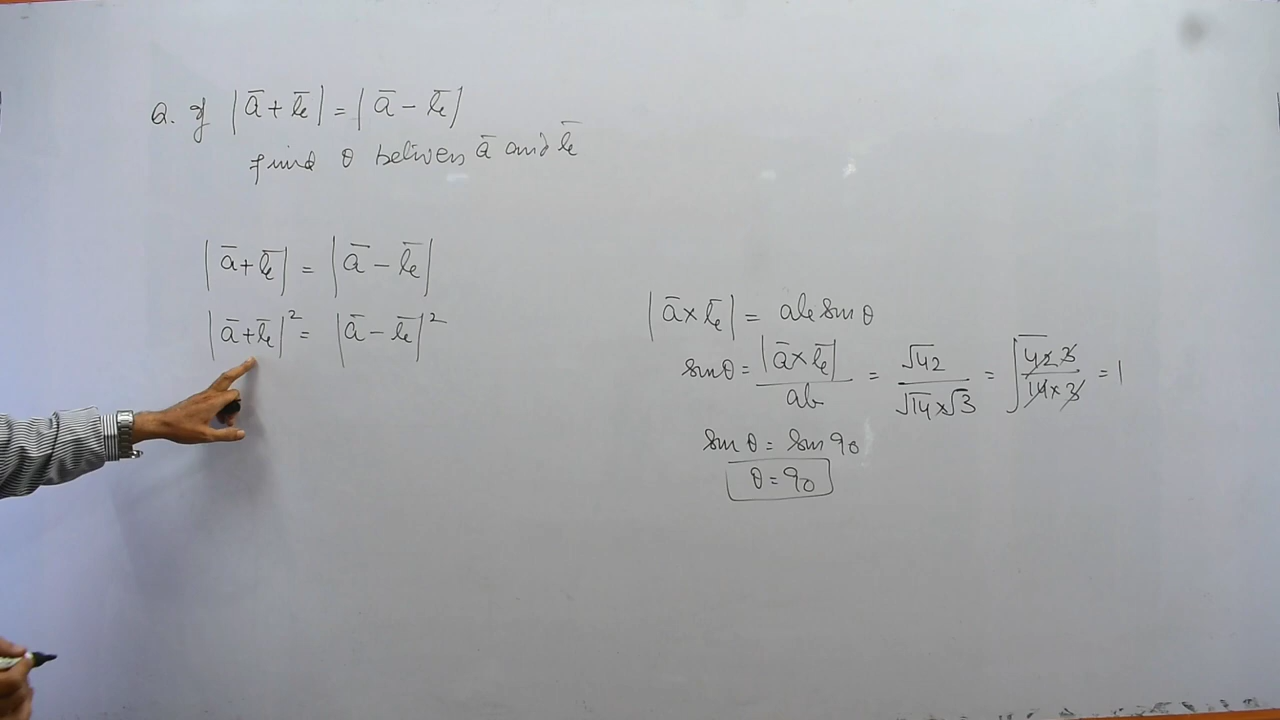 Q. If |a̅ + b̅| = |a̅ − b̅|
find θ between a̅ and b̅
|a̅ + b̅| = |a̅ − b̅|
|a̅ + b̅|² = |a̅ − b̅|²
|a̅ × b̅| = ab sin θ
sin θ = |a̅ × b̅| / ab = √42 / √14 × √3 = √(42 3 / 14 × 3) = 1
sin θ = sin 90
θ = 90